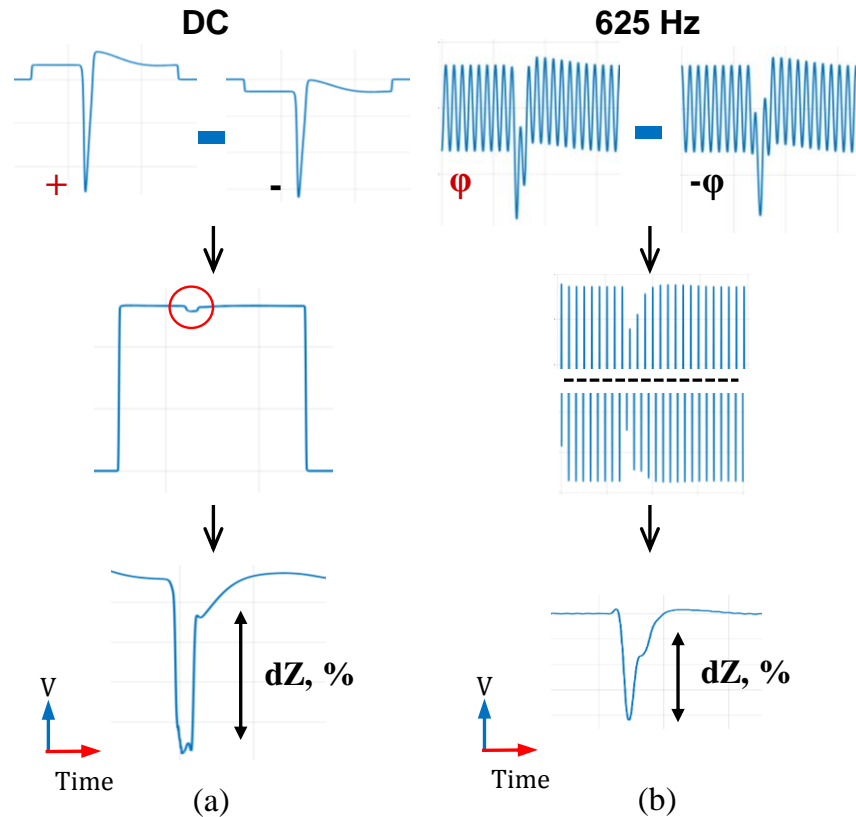 DC
625 Hz
+
-
φ
-φ
dZ, %
V
Time
(a)
dZ, %
V
Time
(b)